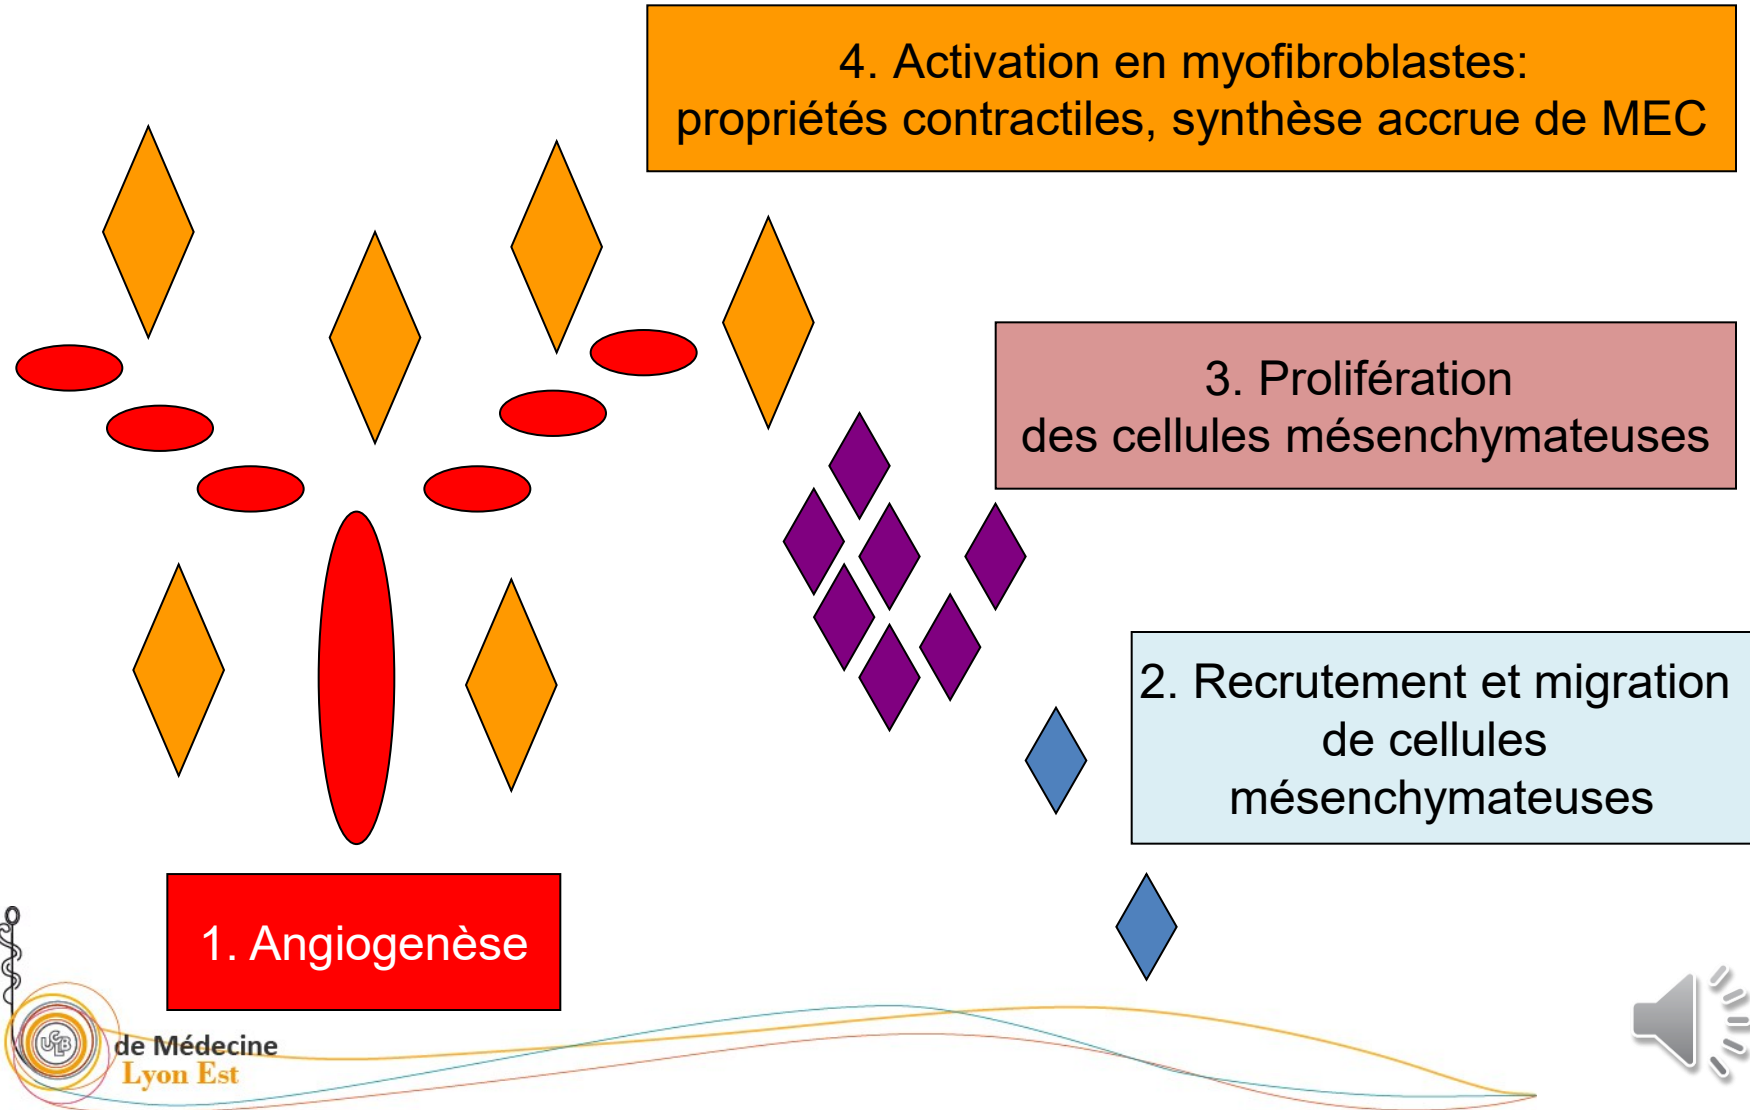 4. Activation en myofibroblastes:
propriétés contractiles, synthèse accrue de MEC
3. Prolifération
des cellules mésenchymateuses
2. Recrutement et migration
de cellules
mésenchymateuses
1. Angiogenèse
UCLB
de Médecine
Lyon Est